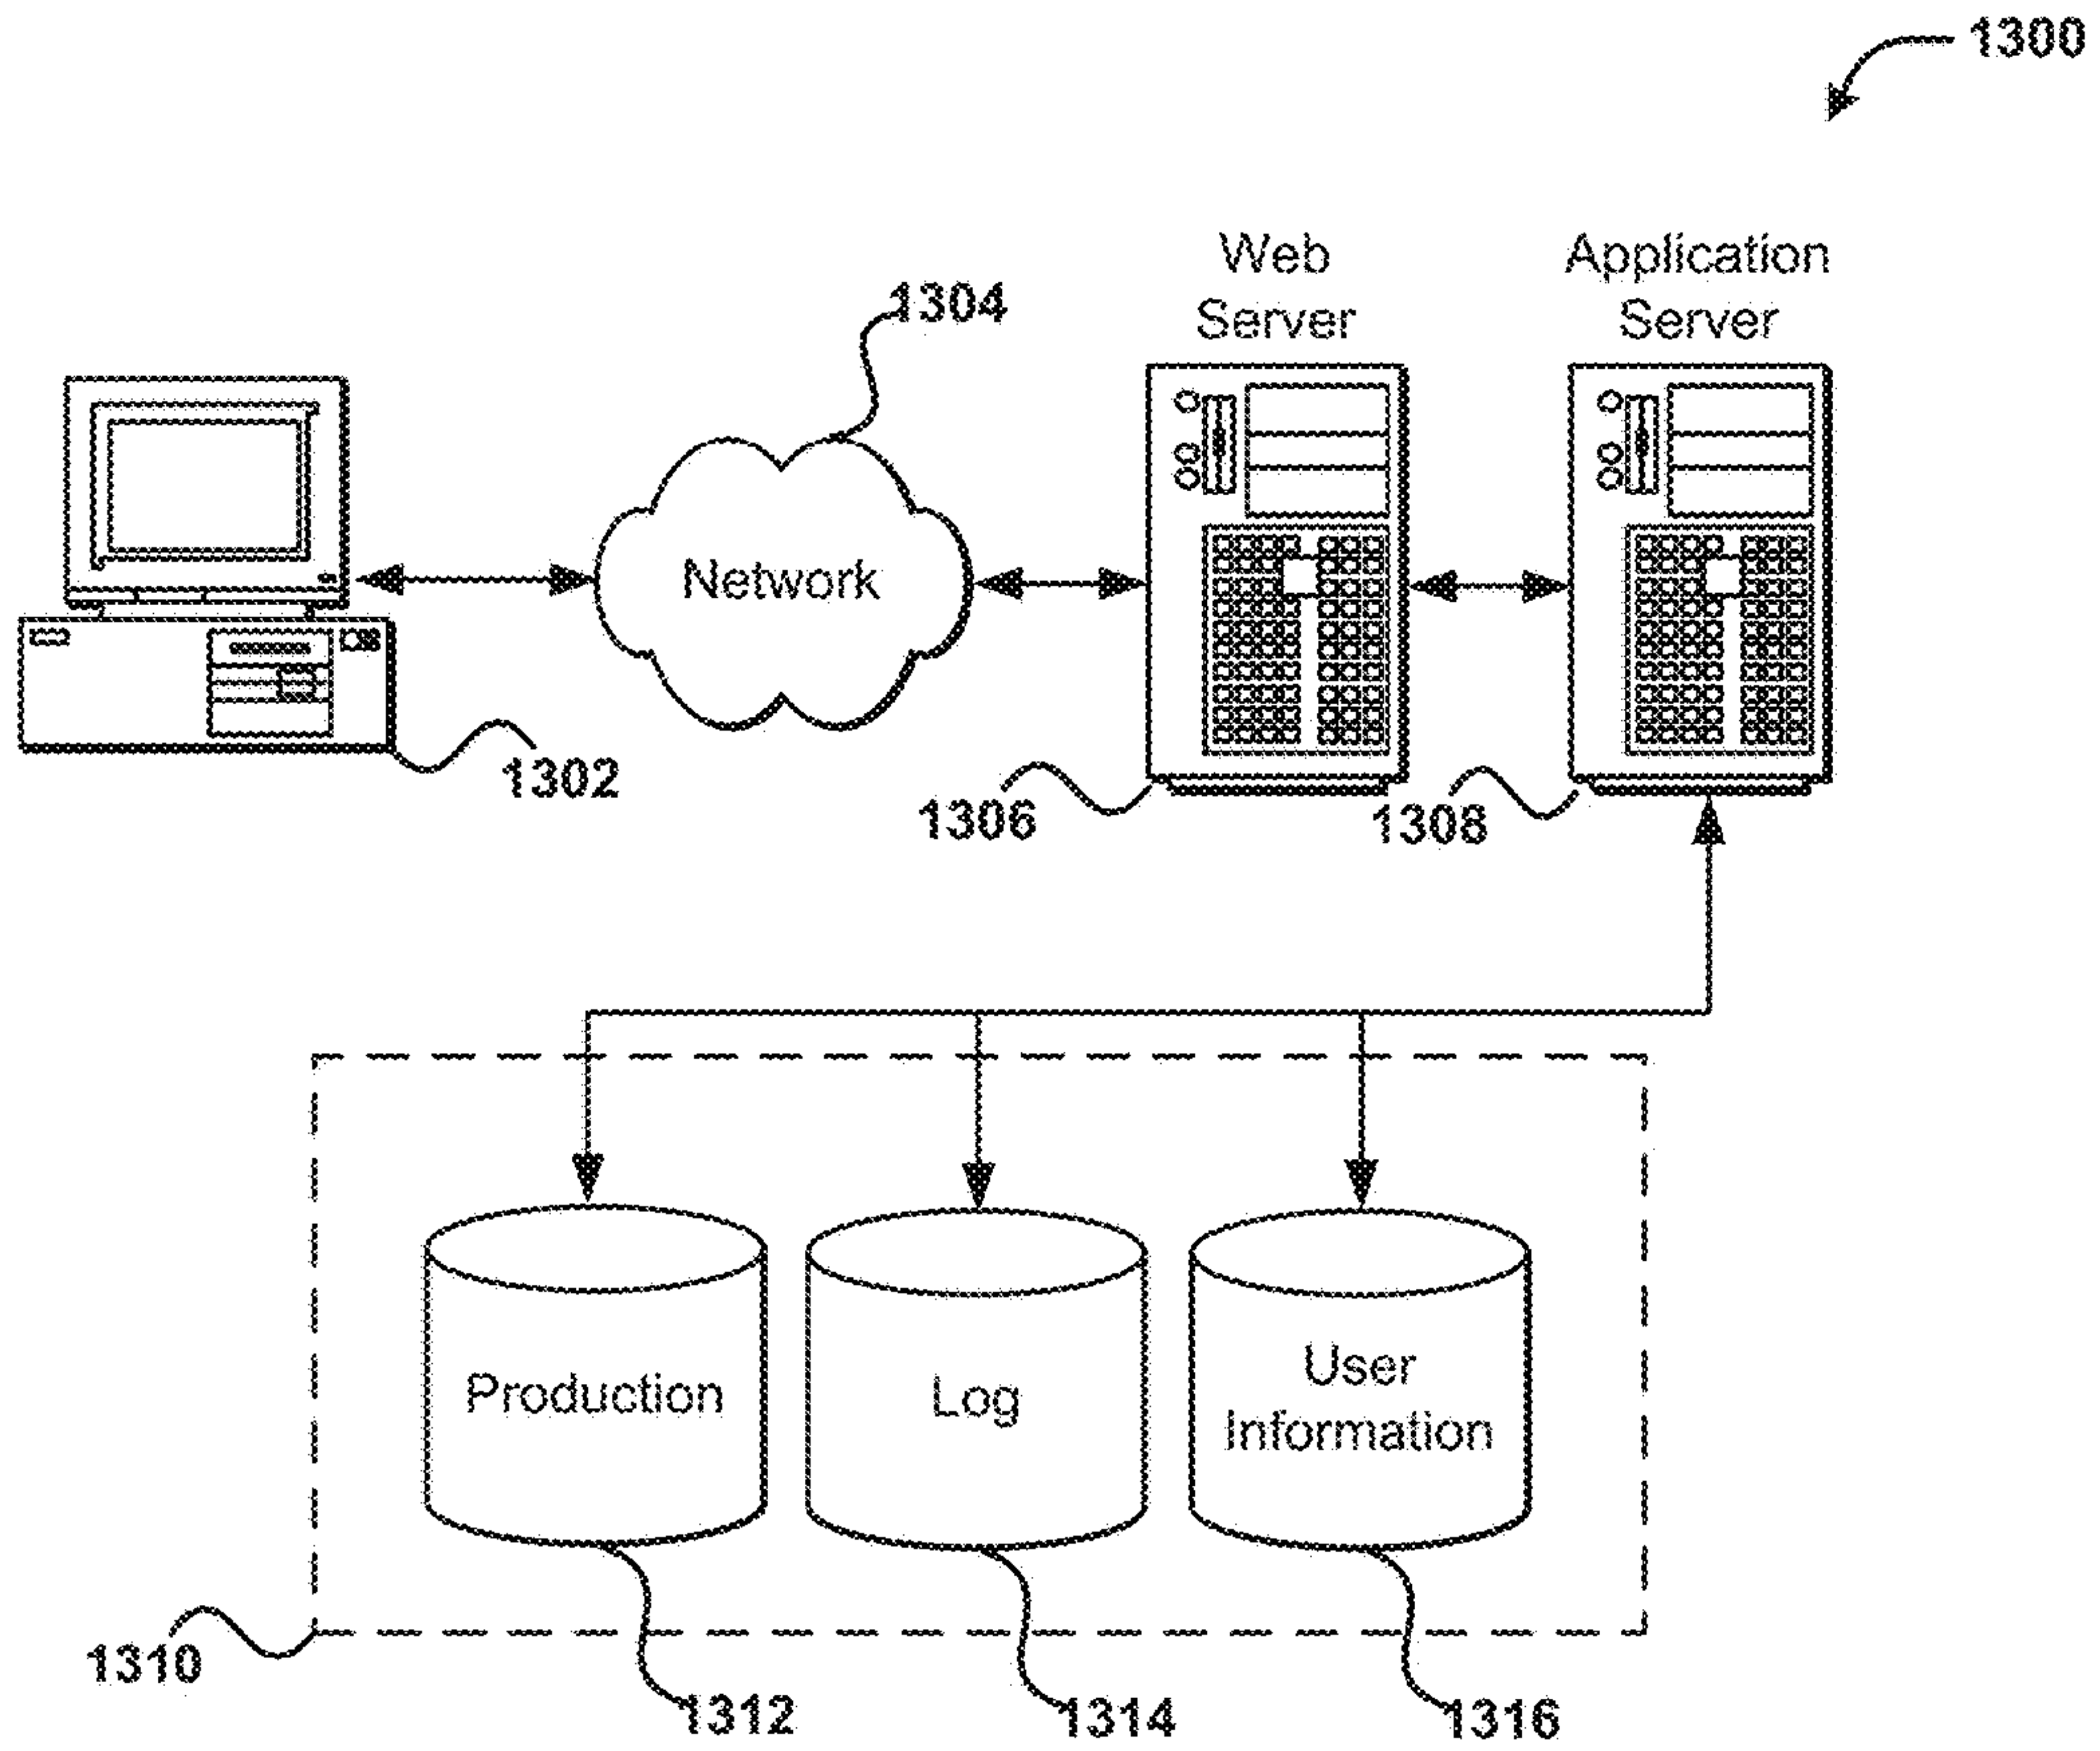 1300
Web
Server
Application
Server
1304
Network
1302
1306
1308
Production
Log
User
Information
1310
1312
1314
1316